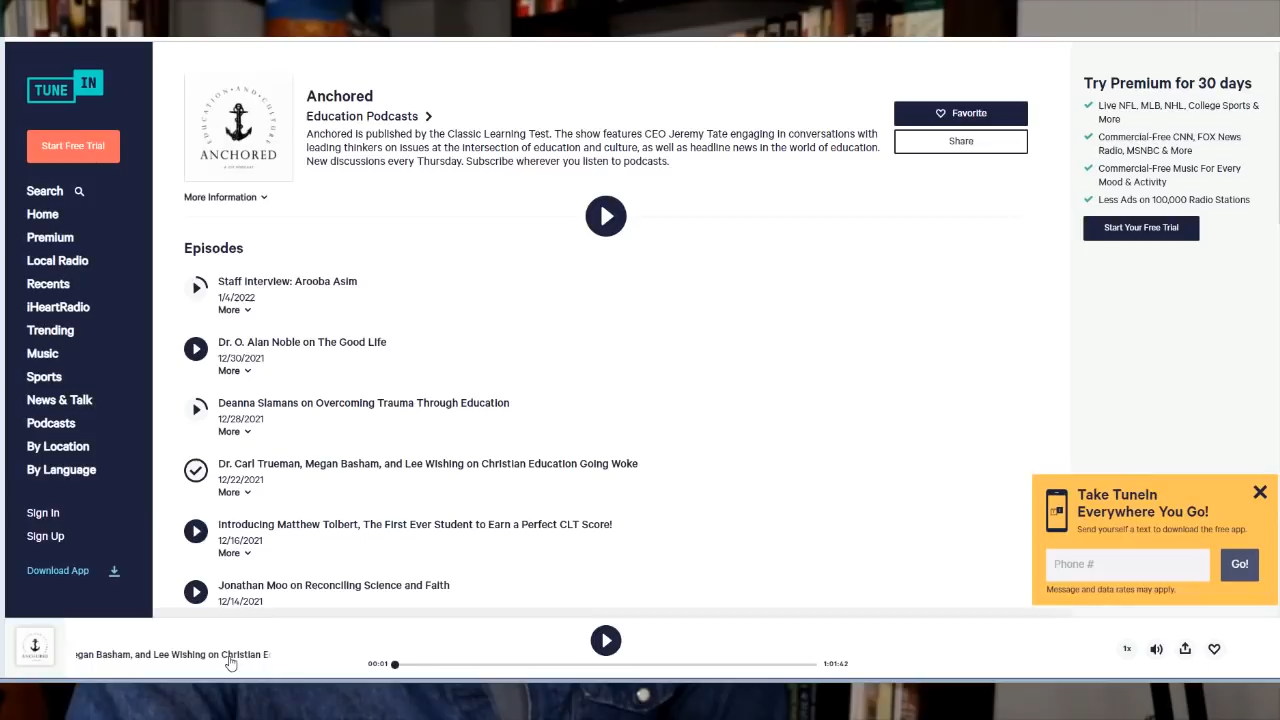 TUNE IN
Start Free Trial
Search
Home
Premium
Local Radio
Recents
iHeartRadio
Trending
Music
Sports
News & Talk
Podcasts
By Location
By Language
Sign In
Sign Up
Download App
EDUCATION·AND·CULTURE
ANCHORED
Anchored
Education Podcasts
Anchored is published by the Classic Learning Test. The show features CEO Jeremy Tate engaging in conversations with
leading thinkers on issues at the intersection of education and culture, as well as headline news in the world of education.
New discussions every Thursday. Subscribe wherever you listen to podcasts.
Favorite
Share
More Information
Episodes
Staff Interview: Arooba Asim
1/4/2022
More
Dr. O. Alan Noble on The Good Life
12/30/2021
More
Deanna Slamans on Overcoming Trauma Through Education
12/28/2021
More
Dr. Carl Trueman, Megan Basham, and Lee Wishing on Christian Education Going Woke
12/22/2021
More
Introducing Matthew Tolbert, The First Ever Student to Earn a Perfect CLT Score!
12/16/2021
More
Jonathan Moo on Reconciling Science and Faith
12/14/2021
Try Premium for 30 days
Live NFL, MLB, NHL, College Sports &
More
Commercial-Free CNN, FOX News
Radio, MSNBC & More
Commercial-Free Music For Every
Mood & Activity
Less Ads on 100,000 Radio Stations
Start Your Free Trial
Take TuneIn
Everywhere You Go!
Send yourself a text to download the free app.
Phone #
Go!
Message and data rates may apply.
egan Basham, and Lee Wishing on Christian E
00:01
1:01:42
1x